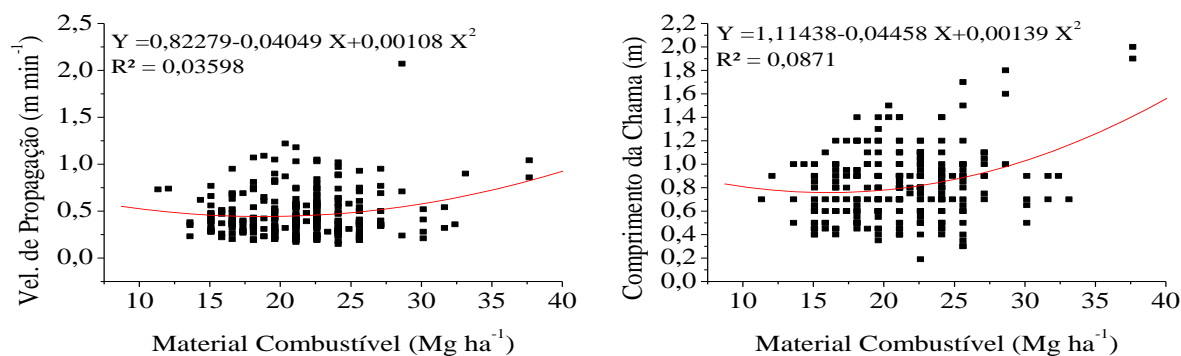 Y =0,82279-0,04049 X+0,00108 X²
R² = 0,03598
2,5
2,0
1,5
1,0
0,5
0,0
Vel. de Propagação (m min⁻¹)
10 15 20 25 30 35 40
Material Combustível (Mg ha⁻¹)
Y =1,11438-0,04458 X+0,00139 X²
R² = 0,0871
2,2
2,0
1,8
1,6
1,4
1,2
1,0
0,8
0,6
0,4
0,2
0,0
Comprimento da Chama (m)
10 15 20 25 30 35 40
Material Combustível (Mg ha⁻¹)